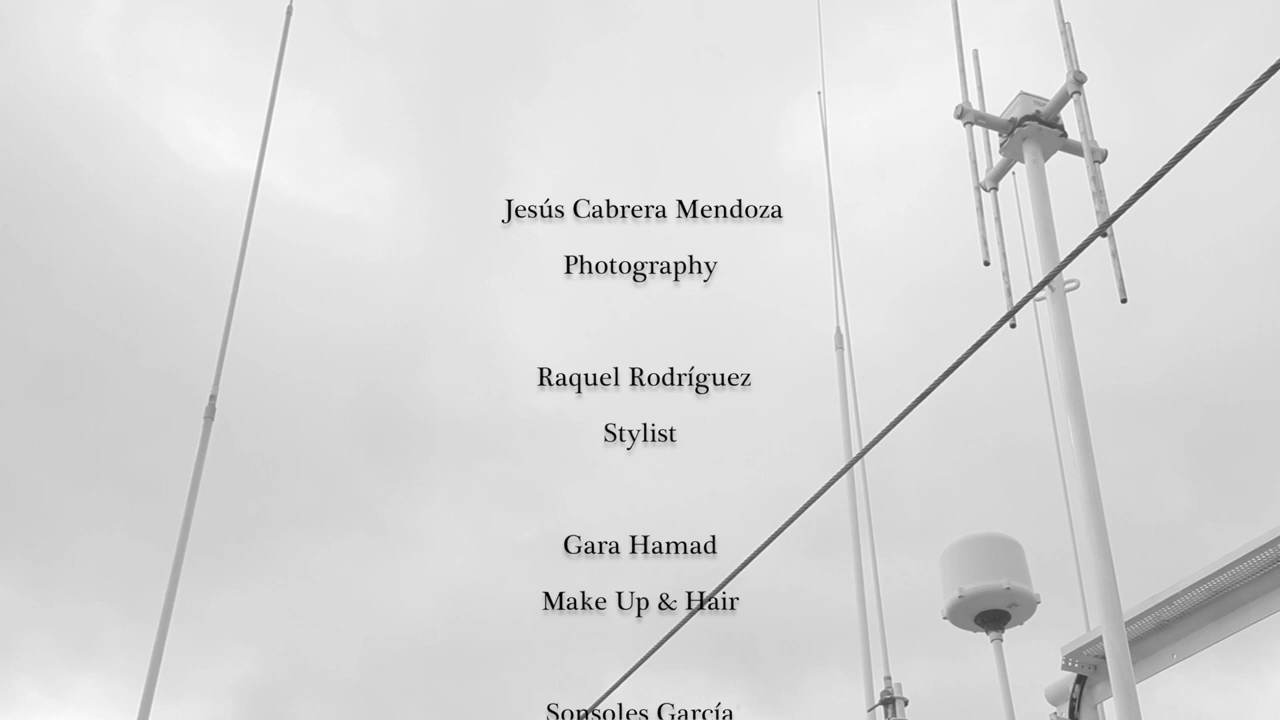 Jesús Cabrera Mendoza
Photography
Raquel Rodríguez
Stylist
Gara Hamad
Make Up & Hair
Sonsoles García